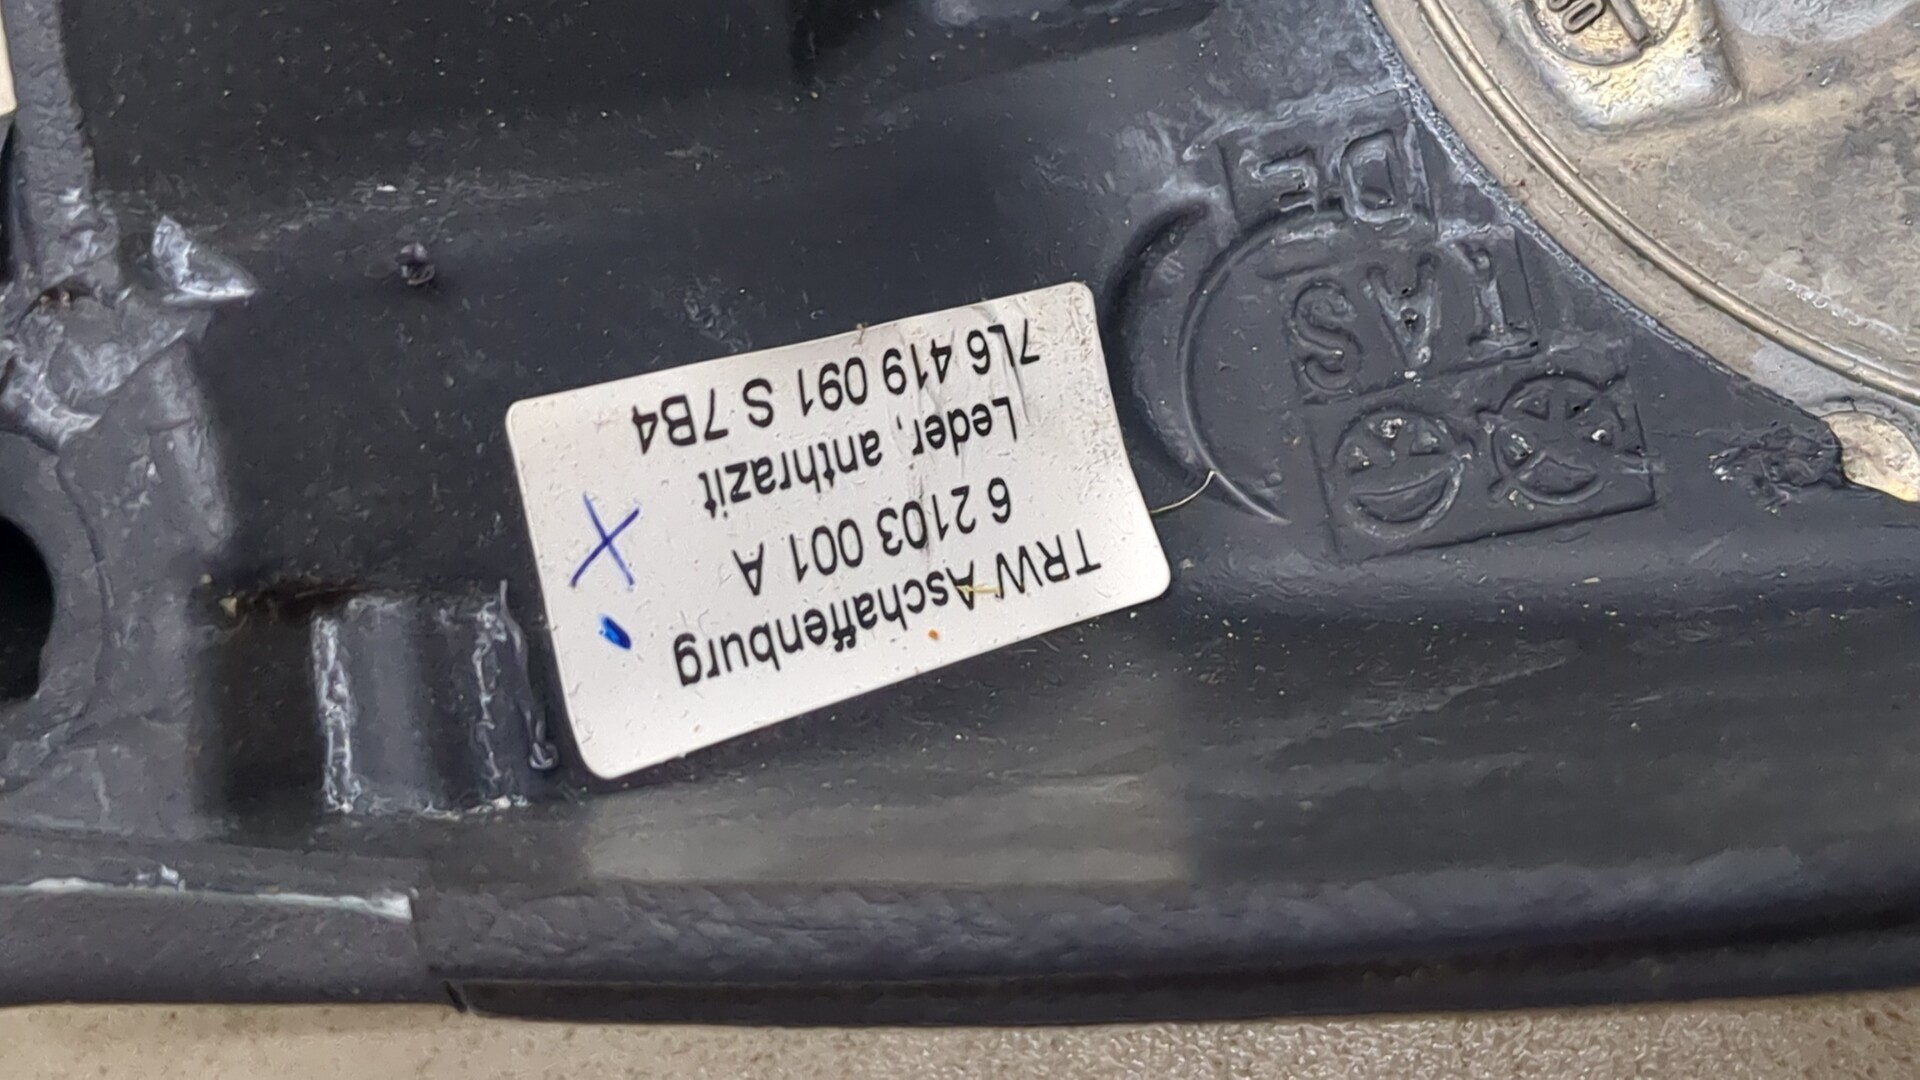 TRW Aschaffenburg
6 2103 001 A
Leder, anthrazit
7L6 419 091 S 7B4
TAS
DE